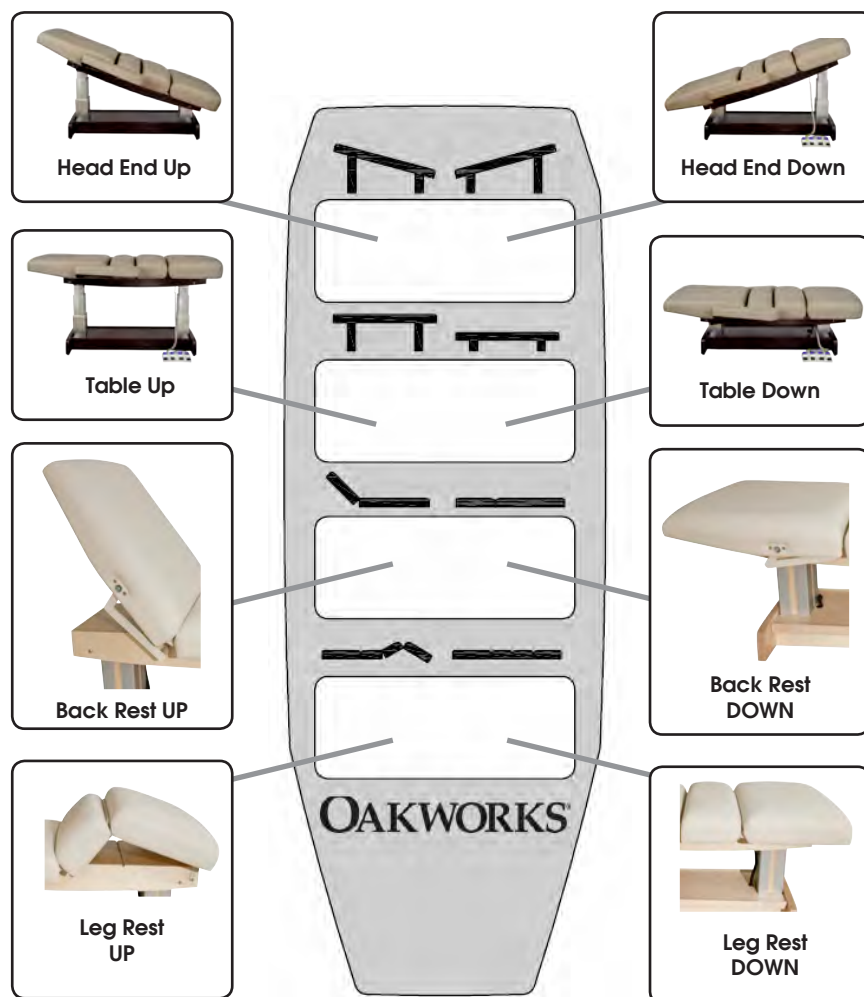 Head End Up
Head End Down
Table Up
Table Down
Back Rest UP
Back Rest
DOWN
OAKWORKS®
Leg Rest
UP
Leg Rest
DOWN